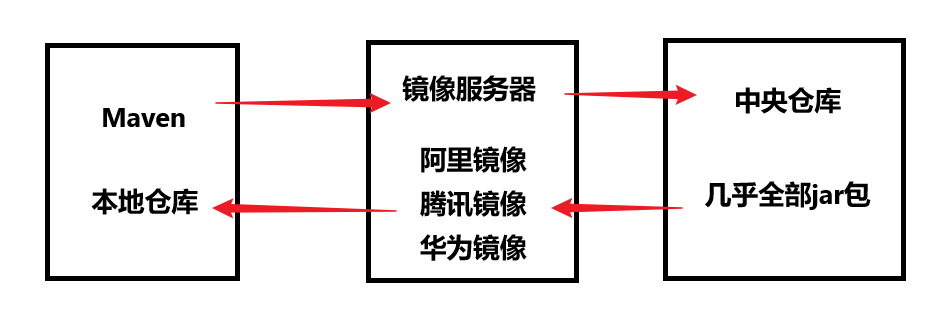 Maven
本地仓库
镜像服务器
阿里镜像
腾讯镜像
华为镜像
中央仓库
几乎全部jar包